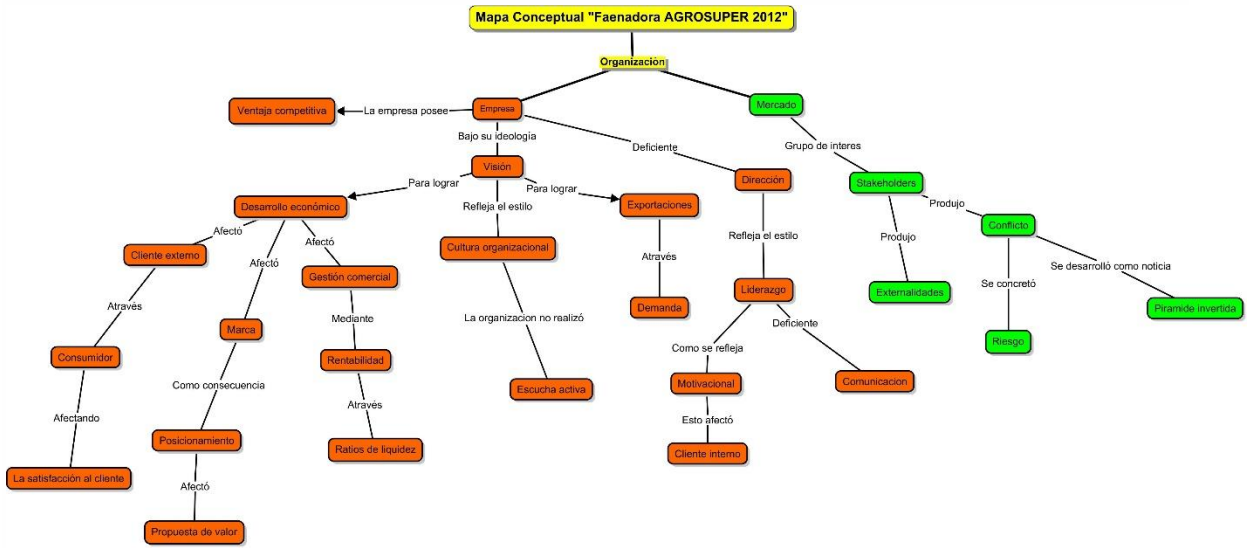 Mapa Conceptual "Faenadora AGROSUPER 2012"
Organización
Ventaja competitiva
La empresa posee
Empresa
Mercado
Bajo su ideología
Deficiente
Grupo de interes
Visión
Dirección
Stakeholders
Para lograr
Para lograr
Desarrollo económico
Refleja el estilo
Exportaciones
Produjo
Conflicto
Afectó
Afectó
Afectó
Cliente externo
Cultura organizacional
Através
Refleja el estilo
Produjo
Se desarrolló como noticia
Gestión comercial
Se concretó
Liderazgo
Externalidades
Através
Demanda
Piramide invertida
Mediante
La organizacion no realizó
Marca
Deficiente
Riesgo
Consumidor
Rentabilidad
Como se refleja
Como consecuencia
Escucha activa
Motivacional
Comunicacion
Afectando
Através
Esto afectó
Posicionamiento
Ratios de liquidez
Cliente interno
La satisfacción al cliente
Afectó
Propuesta de valor